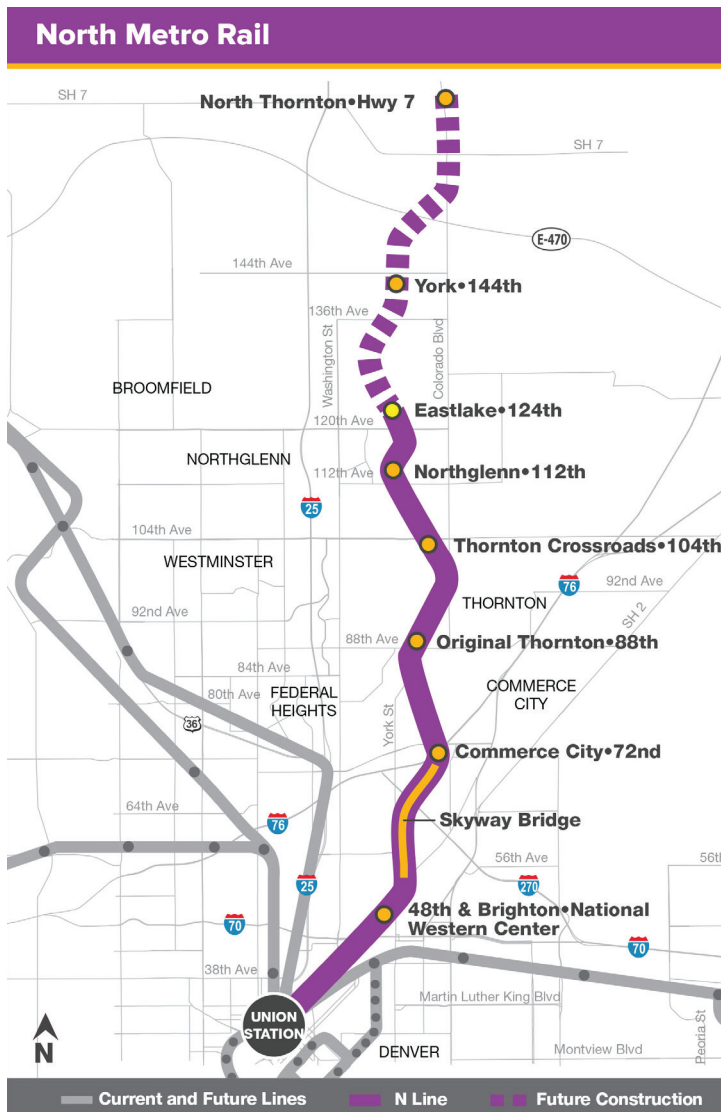 North Metro Rail
SH 7
North Thornton•Hwy 7
SH 7
E-470
144th Ave
York•144th
136th Ave
Washington St
Colorado Blvd
BROOMFIELD
Eastlake•124th
120th Ave
NORTHGLENN
112th Ave
Northglenn•112th
25
104th Ave
Thornton Crossroads•104th
WESTMINSTER
76
92nd Ave
THORNTON
SH 2
92nd Ave
88th Ave
Original Thornton•88th
84th Ave
80th Ave
FEDERAL
HEIGHTS
COMMERCE
CITY
York St
36
Commerce City•72nd
64th Ave
76
Skyway Bridge
56th Ave
56th
25
270
48th & Brighton•National
Western Center
70
70
38th Ave
Martin Luther King Blvd
UNION
STATION
Peoria St
N
DENVER
Montview Blvd
Current and Future Lines
N Line
Future Construction